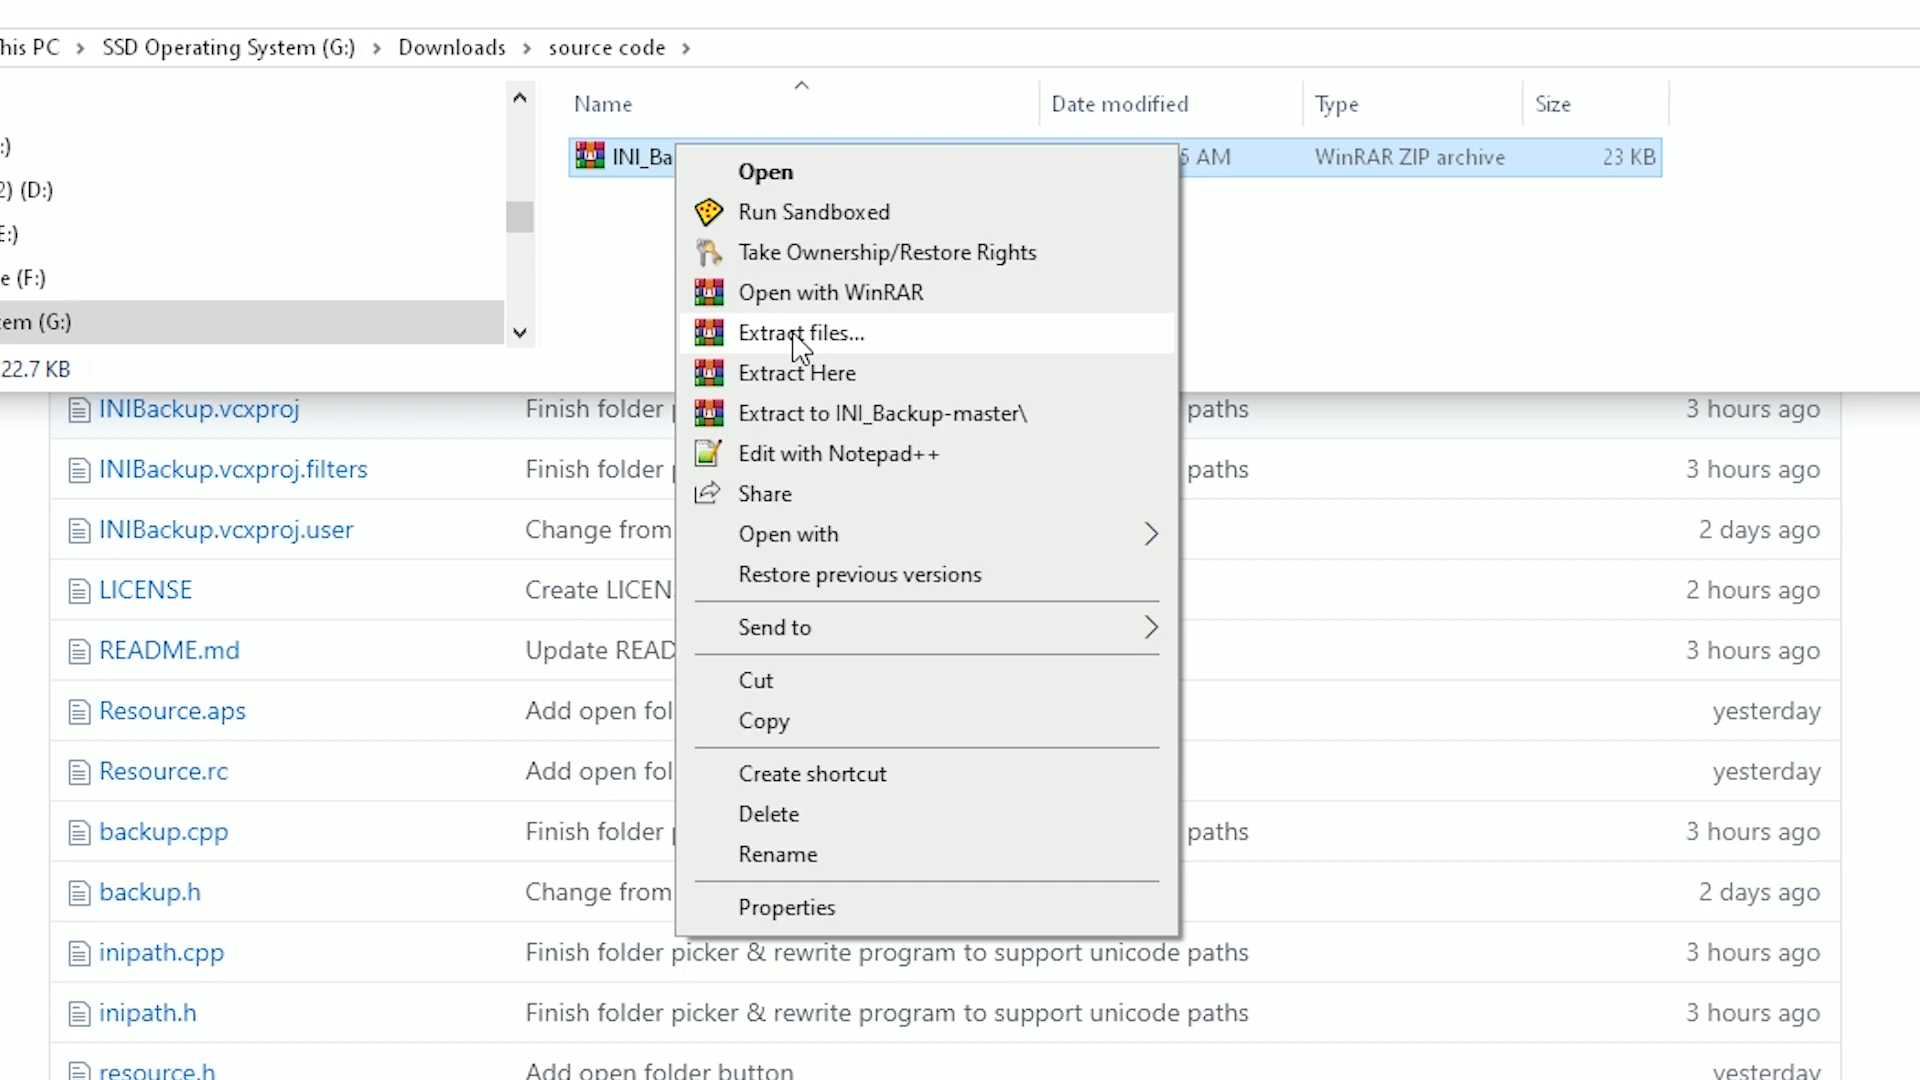 his PC > SSD Operating System (G:) > Downloads > source code >
Name Date modified Type Size
:)
2) (D:)
E:)
e (F:)
em (G:)
22.7 KB
INI_Ba 5 AM WinRAR ZIP archive 23 KB
Open
Run Sandboxed
Take Ownership/Restore Rights
Open with WinRAR
Extract files...
Extract Here
Extract to INI_Backup-master\
Edit with Notepad++
Share
Open with
Restore previous versions
Send to
Cut
Copy
Create shortcut
Delete
Rename
Properties
INIBackup.vcxproj Finish folder paths 3 hours ago
INIBackup.vcxproj.filters Finish folder paths 3 hours ago
INIBackup.vcxproj.user Change from 2 days ago
LICENSE Create LICEN 2 hours ago
README.md Update READ 3 hours ago
Resource.aps Add open fol yesterday
Resource.rc Add open fol yesterday
backup.cpp Finish folder paths 3 hours ago
backup.h Change from 2 days ago
inipath.cpp Finish folder picker & rewrite program to support unicode paths 3 hours ago
inipath.h Finish folder picker & rewrite program to support unicode paths 3 hours ago
resource.h Add open folder button yesterday